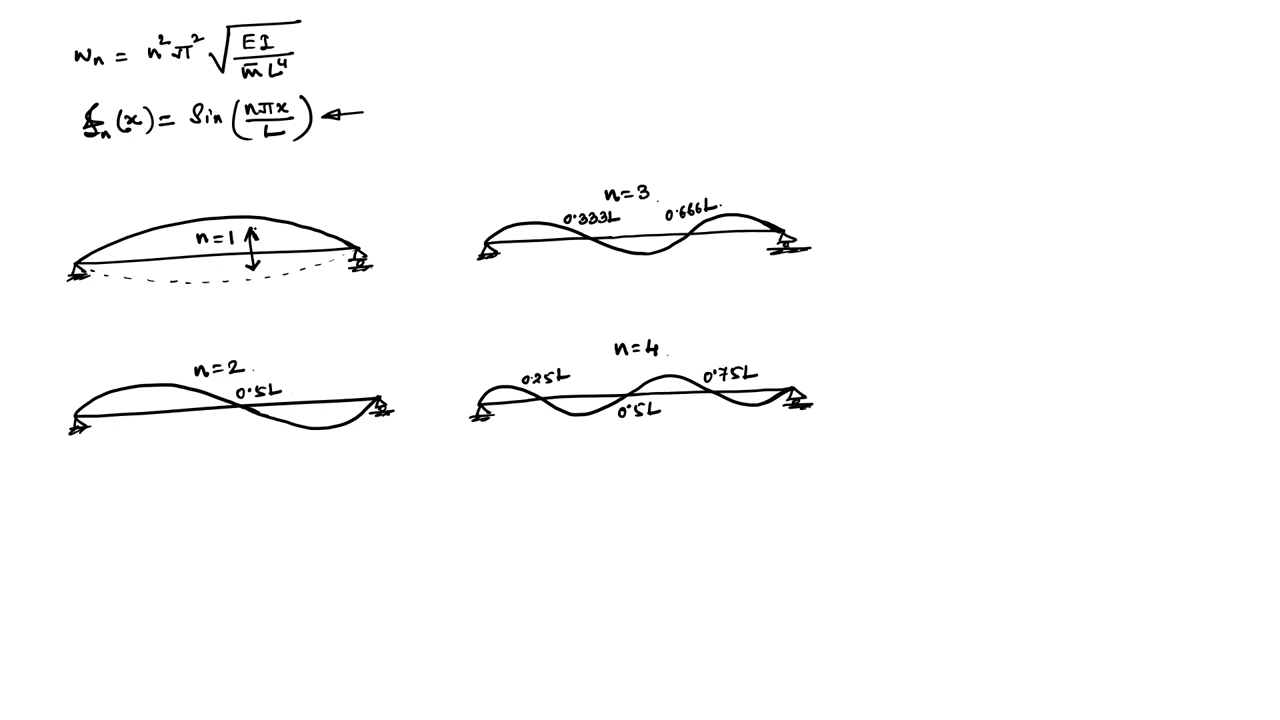 ωn = n²π² √(EI / m̄L⁴)
ϕn(x) = Sin(nπx / L) ←
n=1
n=3
0.333L 0.666L
n=2
0.5L
n=4
0.25L 0.75L
0.5L